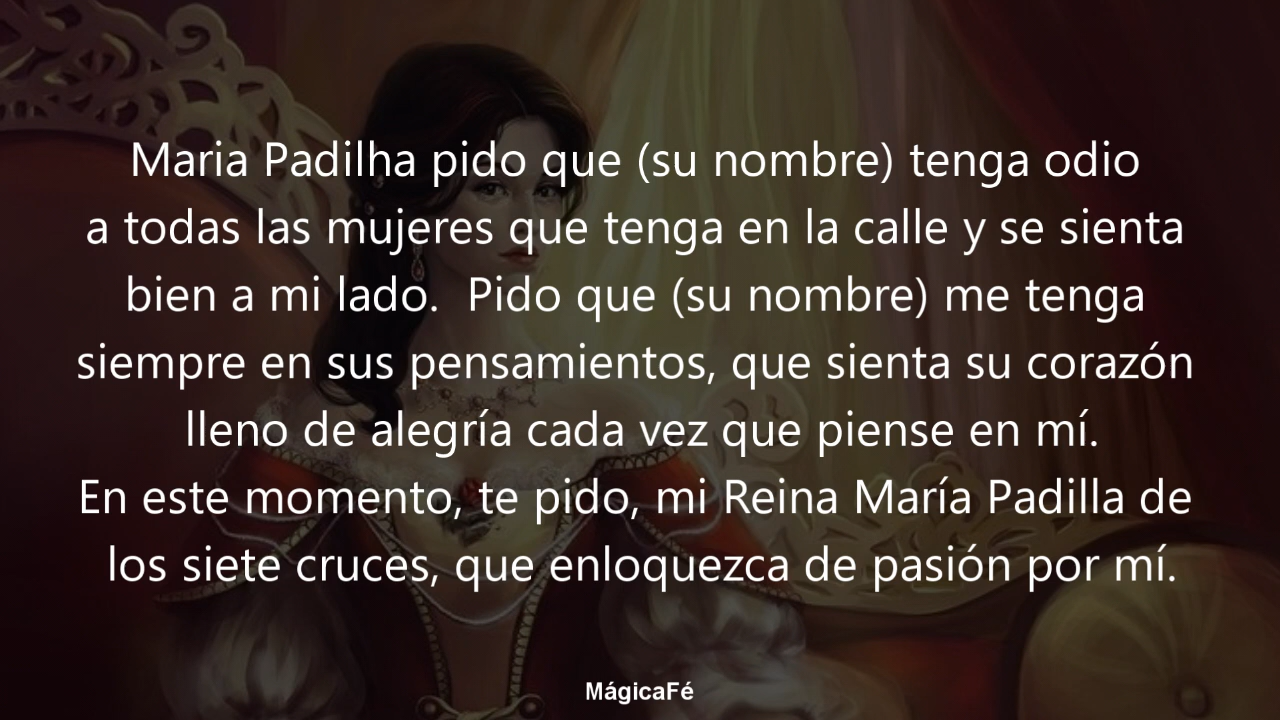 Maria Padilha pido que (su nombre) tenga odio
a todas las mujeres que tenga en la calle y se sienta
bien a mi lado.  Pido que (su nombre) me tenga
siempre en sus pensamientos, que sienta su corazón
lleno de alegría cada vez que piense en mí.
En este momento, te pido, mi Reina María Padilla de
los siete cruces, que enloquezca de pasión por mí.
MágicaFé